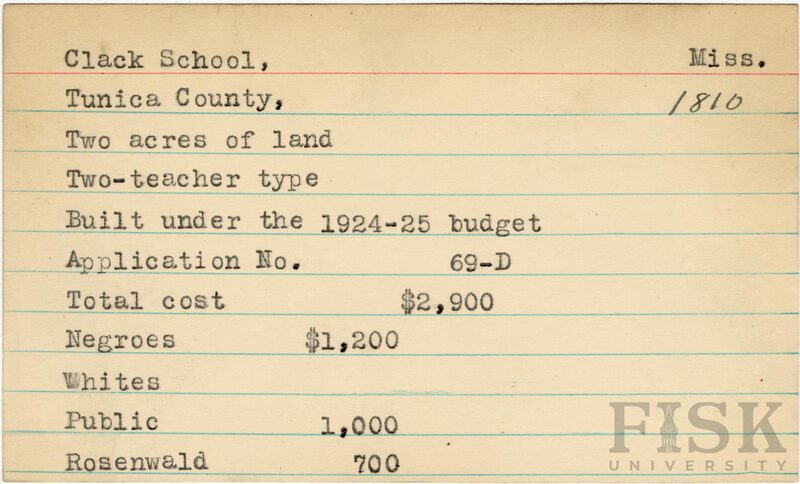 Clack School, Miss.
Tunica County, 1810
Two acres of land
Two-teacher type
Built under the 1924-25 budget
Application No. 69-D
Total cost $2,900
Negroes $1,200
Whites
Public 1,000
Rosenwald 700
FISK
UNIVERSITY